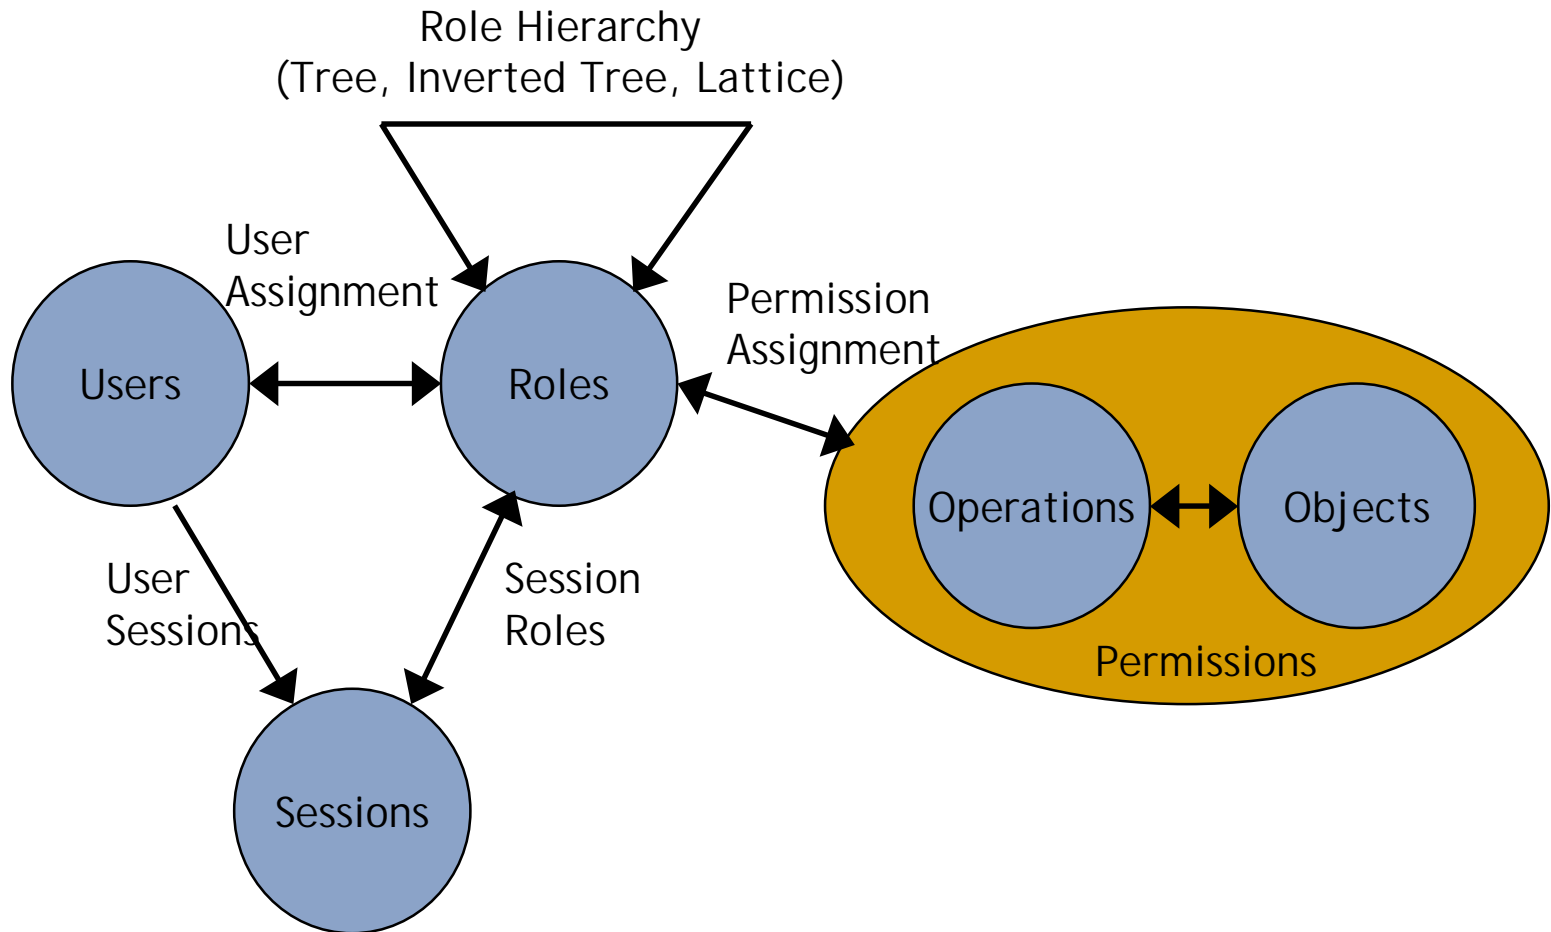 Role Hierarchy
(Tree, Inverted Tree, Lattice)
User
Assignment
Permission
Assignment
Users
Roles
Operations
Objects
User
Sessions
Session
Roles
Permissions
Sessions